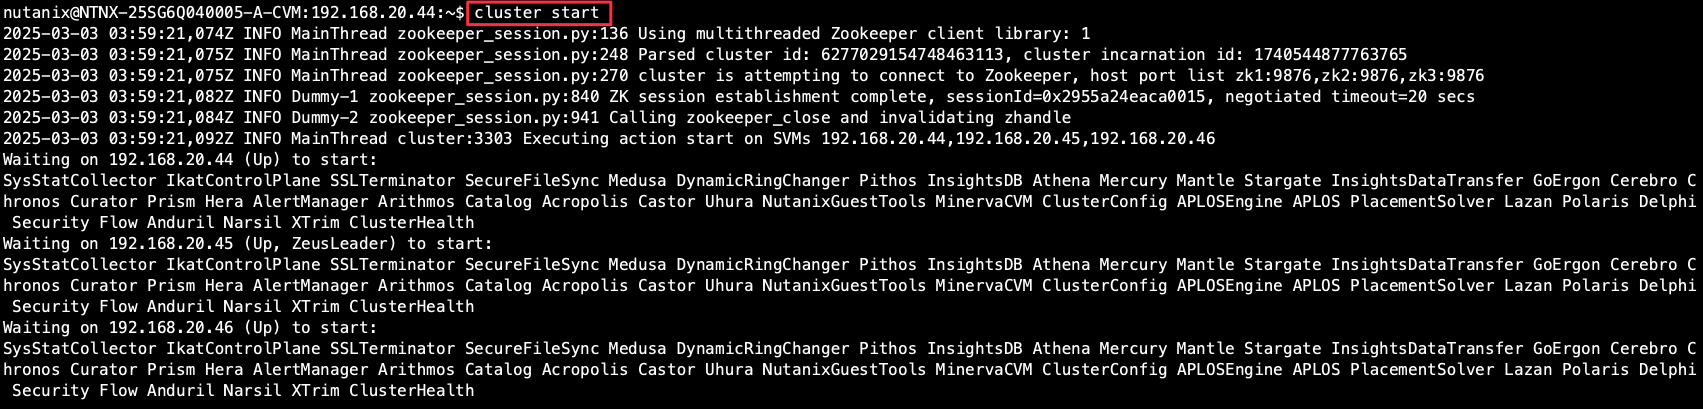 nutanix@NTNX-25SG6Q040005-A-CVM:192.168.20.44:~$ cluster start
2025-03-03 03:59:21,074Z INFO MainThread zookeeper_session.py:136 Using multithreaded Zookeeper client library: 1
2025-03-03 03:59:21,075Z INFO MainThread zookeeper_session.py:248 Parsed cluster id: 6277029154748463113, cluster incarnation id: 1740544877763765
2025-03-03 03:59:21,075Z INFO MainThread zookeeper_session.py:270 cluster is attempting to connect to Zookeeper, host port list zk1:9876,zk2:9876,zk3:9876
2025-03-03 03:59:21,082Z INFO Dummy-1 zookeeper_session.py:840 ZK session establishment complete, sessionId=0x2955a24eaca0015, negotiated timeout=20 secs
2025-03-03 03:59:21,084Z INFO Dummy-2 zookeeper_session.py:941 Calling zookeeper_close and invalidating zhandle
2025-03-03 03:59:21,092Z INFO MainThread cluster:3303 Executing action start on SVMs 192.168.20.44,192.168.20.45,192.168.20.46
Waiting on 192.168.20.44 (Up) to start:
SysStatCollector IkatControlPlane SSLTerminator SecureFileSync Medusa DynamicRingChanger Pithos InsightsDB Athena Mercury Mantle Stargate InsightsDataTransfer GoErgon Cerebro C
hronos Curator Prism Hera AlertManager Arithmos Catalog Acropolis Castor Uhura NutanixGuestTools MinervaCVM ClusterConfig APLOSEngine APLOS PlacementSolver Lazan Polaris Delphi
 Security Flow Anduril Narsil XTrim ClusterHealth
Waiting on 192.168.20.45 (Up, ZeusLeader) to start:
SysStatCollector IkatControlPlane SSLTerminator SecureFileSync Medusa DynamicRingChanger Pithos InsightsDB Athena Mercury Mantle Stargate InsightsDataTransfer GoErgon Cerebro C
hronos Curator Prism Hera AlertManager Arithmos Catalog Acropolis Castor Uhura NutanixGuestTools MinervaCVM ClusterConfig APLOSEngine APLOS PlacementSolver Lazan Polaris Delphi
 Security Flow Anduril Narsil XTrim ClusterHealth
Waiting on 192.168.20.46 (Up) to start:
SysStatCollector IkatControlPlane SSLTerminator SecureFileSync Medusa DynamicRingChanger Pithos InsightsDB Athena Mercury Mantle Stargate InsightsDataTransfer GoErgon Cerebro C
hronos Curator Prism Hera AlertManager Arithmos Catalog Acropolis Castor Uhura NutanixGuestTools MinervaCVM ClusterConfig APLOSEngine APLOS PlacementSolver Lazan Polaris Delphi
 Security Flow Anduril Narsil XTrim ClusterHealth